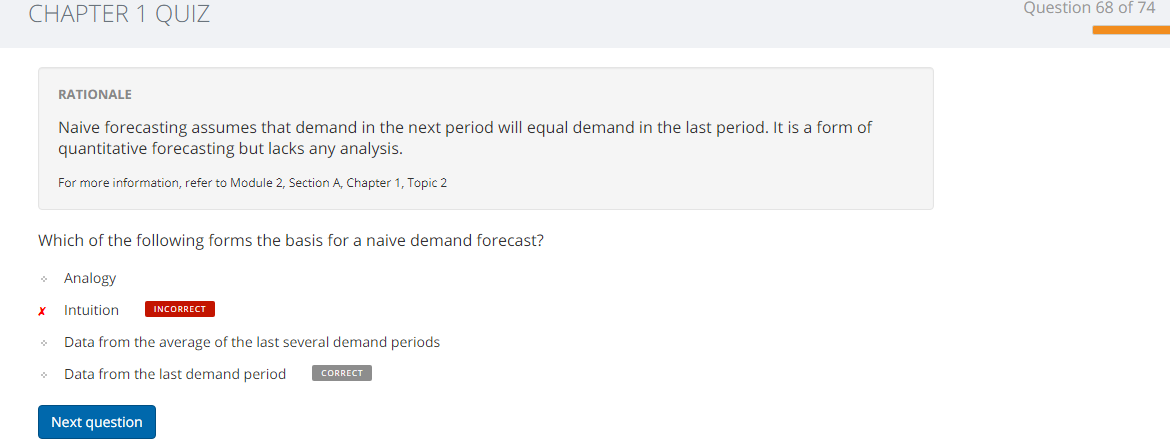 CHAPTER 1 QUIZ
Question 68 of 74
RATIONALE
Naive forecasting assumes that demand in the next period will equal demand in the last period. It is a form of
quantitative forecasting but lacks any analysis.
For more information, refer to Module 2, Section A, Chapter 1, Topic 2
Which of the following forms the basis for a naive demand forecast?
Analogy
✗ Intuition INCORRECT
Data from the average of the last several demand periods
Data from the last demand period CORRECT
Next question